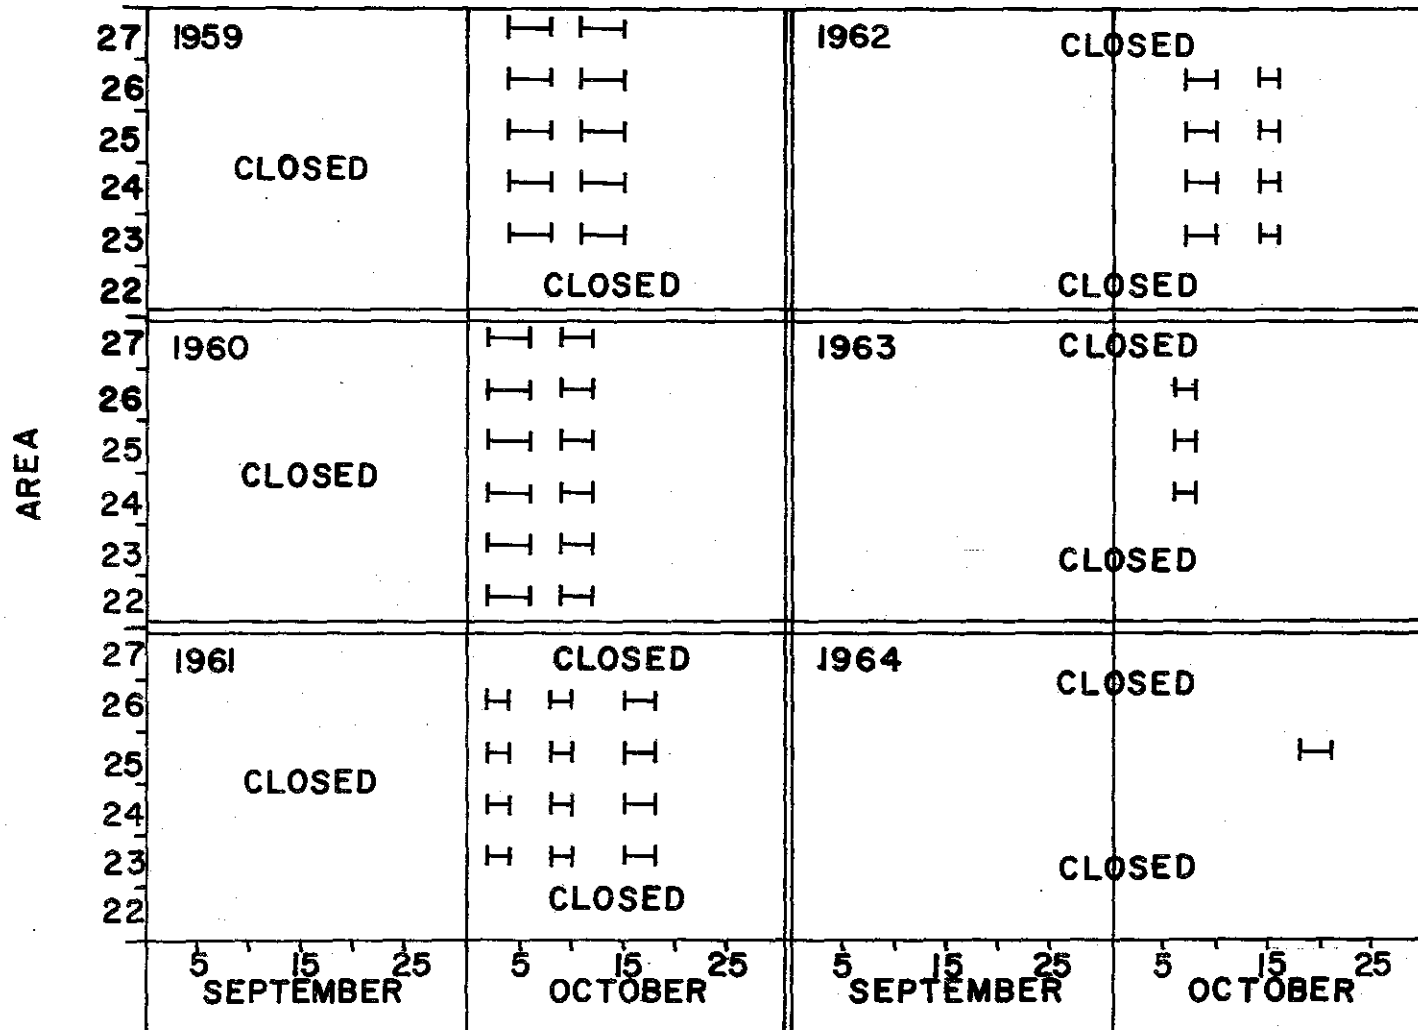 27 1959 1962 CLOSED
26
25
CLOSED
24
23
22 CLOSED CLOSED
27 1960 1963 CLOSED
26
25
CLOSED
24
23 CLOSED
22
27 1961 CLOSED 1964
CLOSED
26
25
CLOSED
24
23 CLOSED
22 CLOSED
AREA
5 15 25 5 15 25 5 15 25 5 15 25
SEPTEMBER OCTOBER SEPTEMBER OCTOBER